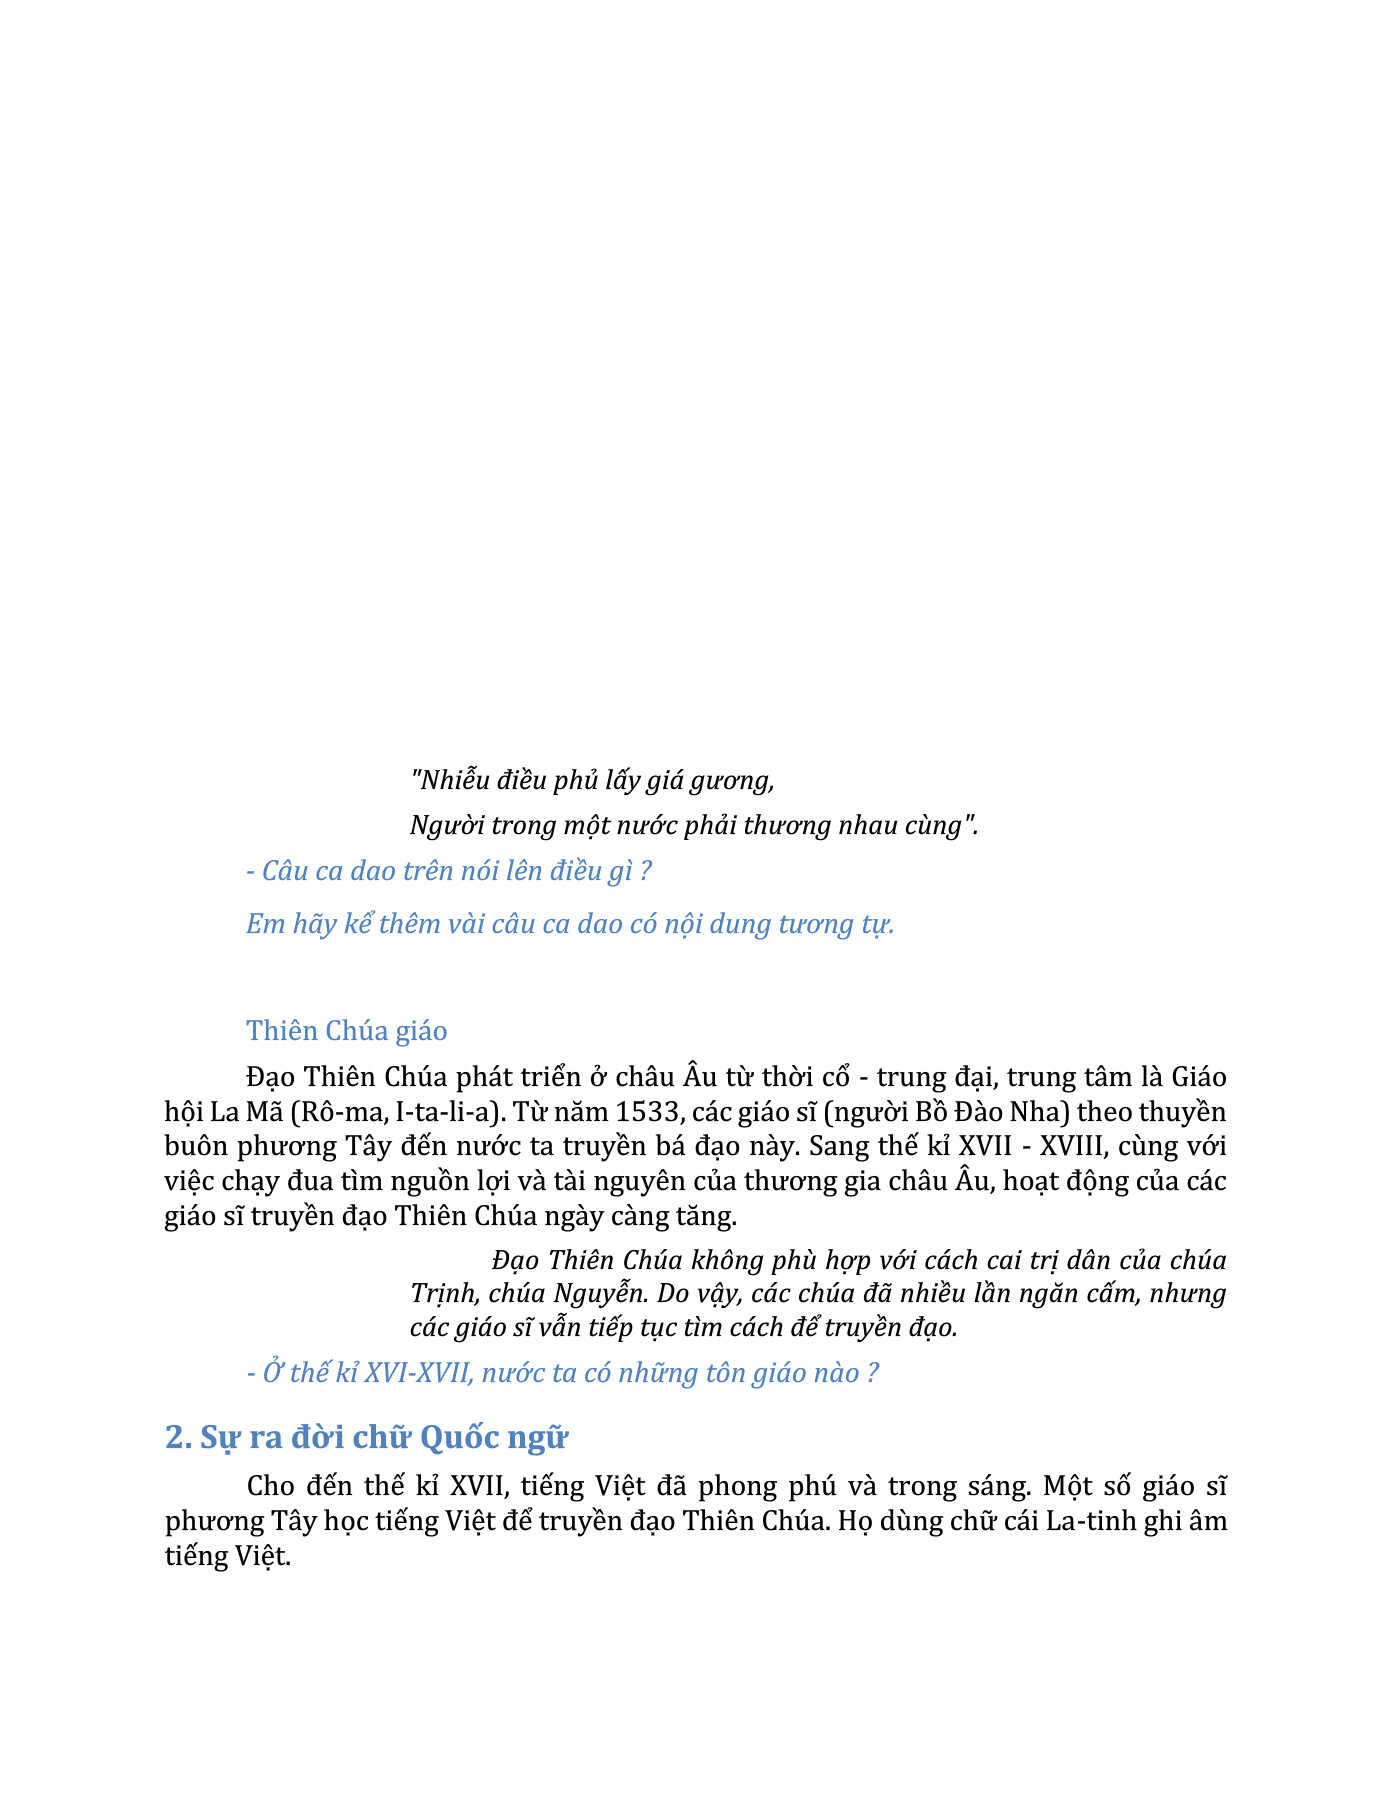 "Nhiễu điều phủ lấy giá gương,
Người trong một nước phải thương nhau cùng".
- Câu ca dao trên nói lên điều gì ?
Em hãy kể thêm vài câu ca dao có nội dung tương tự.
Thiên Chúa giáo
Đạo Thiên Chúa phát triển ở châu Âu từ thời cổ - trung đại, trung tâm là Giáo
hội La Mã (Rô-ma, I-ta-li-a). Từ năm 1533, các giáo sĩ (người Bồ Đào Nha) theo thuyền
buôn phương Tây đến nước ta truyền bá đạo này. Sang thế kỉ XVII - XVIII, cùng với
việc chạy đua tìm nguồn lợi và tài nguyên của thương gia châu Âu, hoạt động của các
giáo sĩ truyền đạo Thiên Chúa ngày càng tăng.
Đạo Thiên Chúa không phù hợp với cách cai trị dân của chúa
Trịnh, chúa Nguyễn. Do vậy, các chúa đã nhiều lần ngăn cấm, nhưng
các giáo sĩ vẫn tiếp tục tìm cách để truyền đạo.
- Ở thế kỉ XVI-XVII, nước ta có những tôn giáo nào ?
2. Sự ra đời chữ Quốc ngữ
Cho đến thế kỉ XVII, tiếng Việt đã phong phú và trong sáng. Một số giáo sĩ
phương Tây học tiếng Việt để truyền đạo Thiên Chúa. Họ dùng chữ cái La-tinh ghi âm
tiếng Việt.